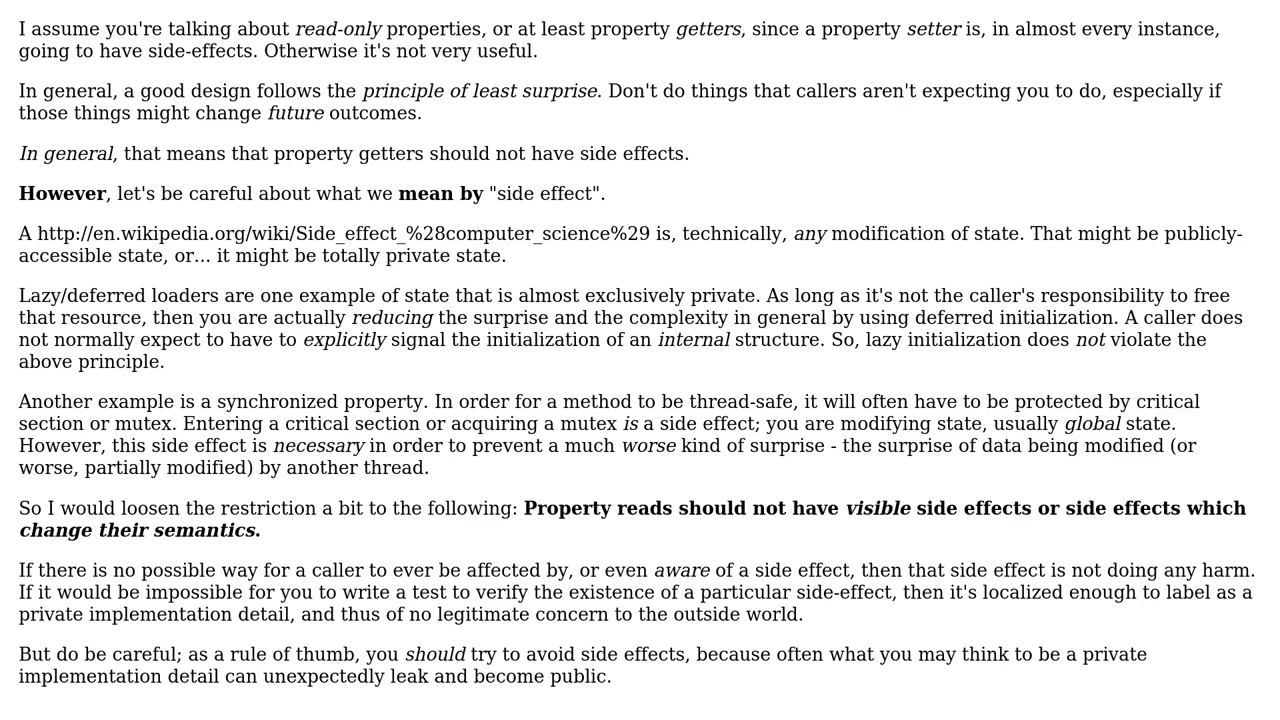 I assume you're talking about read-only properties, or at least property getters, since a property setter is, in almost every instance,
going to have side-effects. Otherwise it's not very useful.
In general, a good design follows the principle of least surprise. Don't do things that callers aren't expecting you to do, especially if
those things might change future outcomes.
In general, that means that property getters should not have side effects.
However, let's be careful about what we mean by "side effect".
A http://en.wikipedia.org/wiki/Side_effect_%28computer_science%29 is, technically, any modification of state. That might be publicly-
accessible state, or... it might be totally private state.
Lazy/deferred loaders are one example of state that is almost exclusively private. As long as it's not the caller's responsibility to free
that resource, then you are actually reducing the surprise and the complexity in general by using deferred initialization. A caller does
not normally expect to have to explicitly signal the initialization of an internal structure. So, lazy initialization does not violate the
above principle.
Another example is a synchronized property. In order for a method to be thread-safe, it will often have to be protected by critical
section or mutex. Entering a critical section or acquiring a mutex is a side effect; you are modifying state, usually global state.
However, this side effect is necessary in order to prevent a much worse kind of surprise - the surprise of data being modified (or
worse, partially modified) by another thread.
So I would loosen the restriction a bit to the following: Property reads should not have visible side effects or side effects which
change their semantics.
If there is no possible way for a caller to ever be affected by, or even aware of a side effect, then that side effect is not doing any harm.
If it would be impossible for you to write a test to verify the existence of a particular side-effect, then it's localized enough to label as a
private implementation detail, and thus of no legitimate concern to the outside world.
But do be careful; as a rule of thumb, you should try to avoid side effects, because often what you may think to be a private
implementation detail can unexpectedly leak and become public.